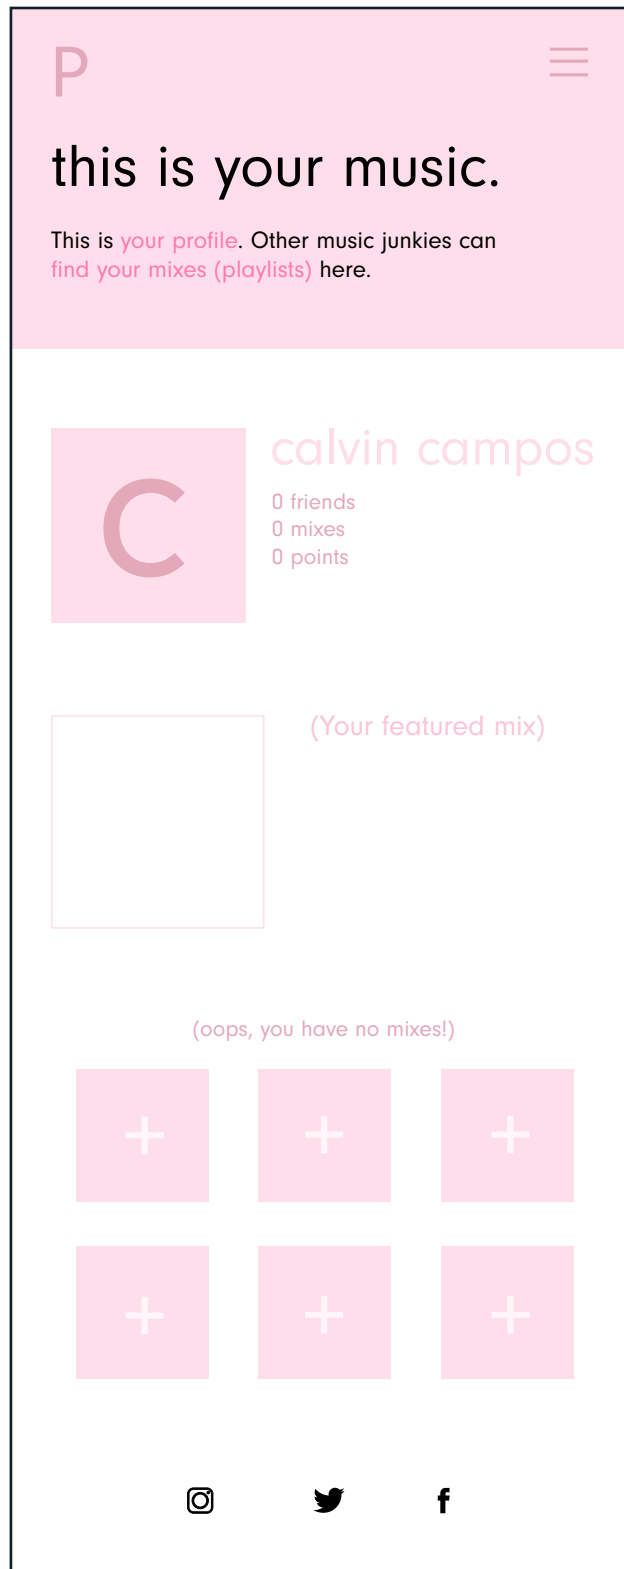 P
this is your music.
This is your profile. Other music junkies can
find your mixes (playlists) here.
C
calvin campos
0 friends
0 mixes
0 points
(Your featured mix)
(oops, you have no mixes!)
+ + +
+ + +